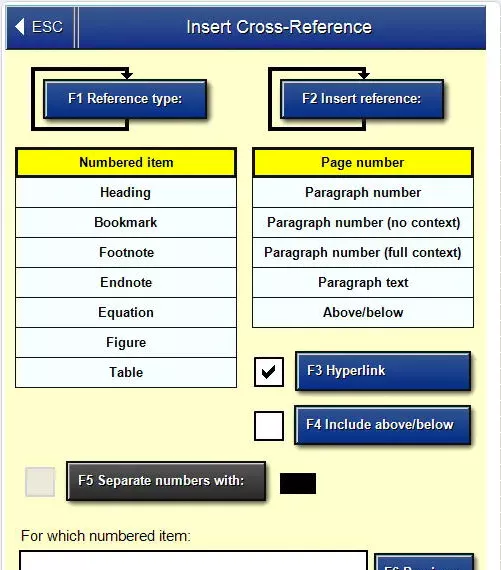 ESC
Insert Cross-Reference
F1 Reference type:
F2 Insert reference:
Numbered item
Heading
Bookmark
Footnote
Endnote
Equation
Figure
Table
Page number
Paragraph number
Paragraph number (no context)
Paragraph number (full context)
Paragraph text
Above/below
F3 Hyperlink
F4 Include above/below
F5 Separate numbers with:
For which numbered item: